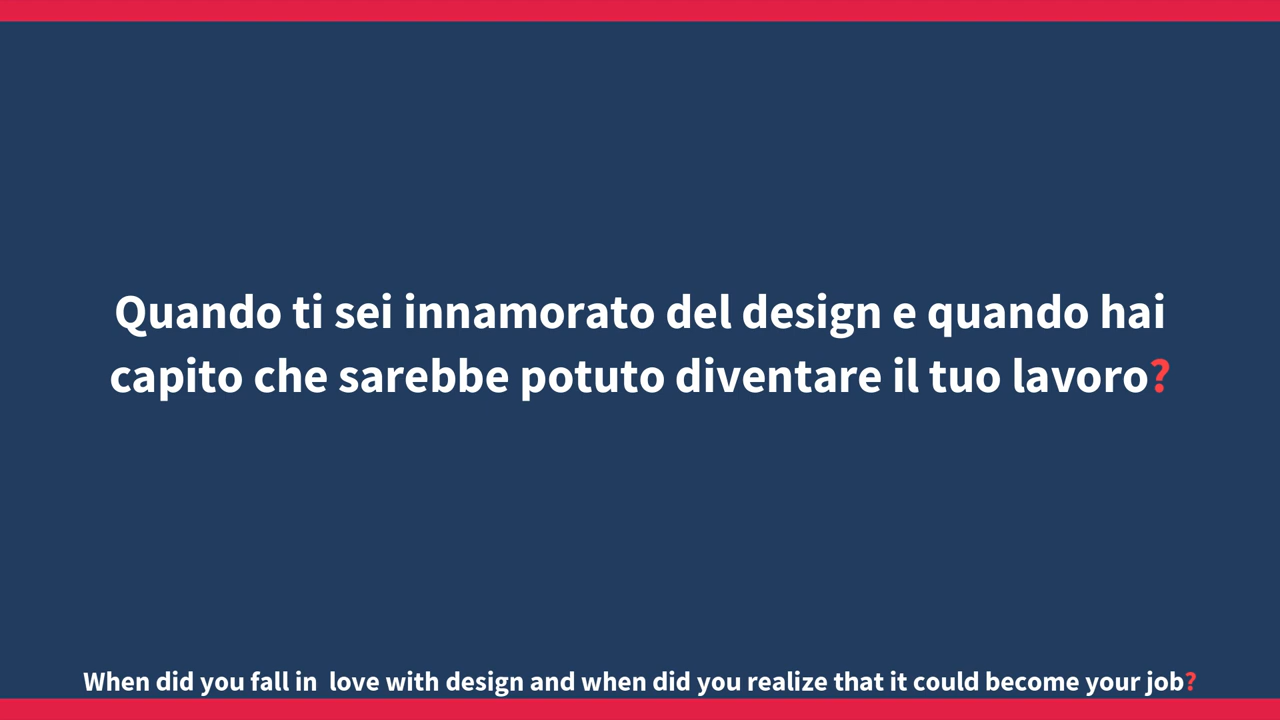 Quando ti sei innamorato del design e quando hai
capito che sarebbe potuto diventare il tuo lavoro?
When did you fall in  love with design and when did you realize that it could become your job?